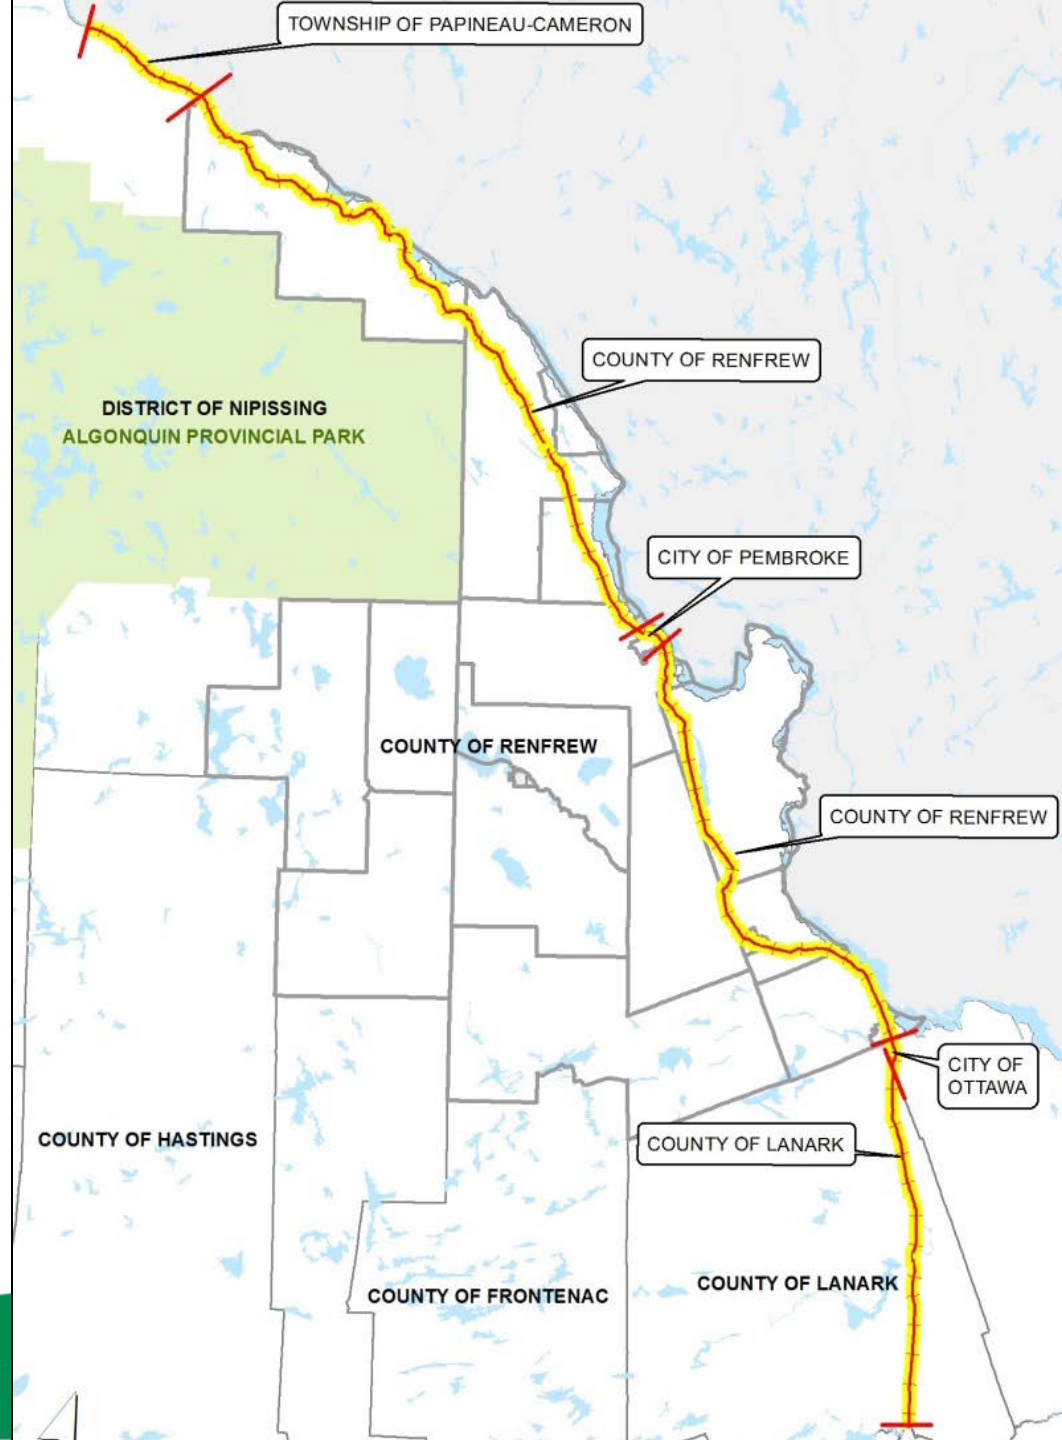 TOWNSHIP OF PAPINEAU-CAMERON
COUNTY OF RENFREW
DISTRICT OF NIPISSING
ALGONQUIN PROVINCIAL PARK
CITY OF PEMBROKE
COUNTY OF RENFREW
COUNTY OF RENFREW
CITY OF
OTTAWA
COUNTY OF HASTINGS
COUNTY OF LANARK
COUNTY OF LANARK
COUNTY OF FRONTENAC